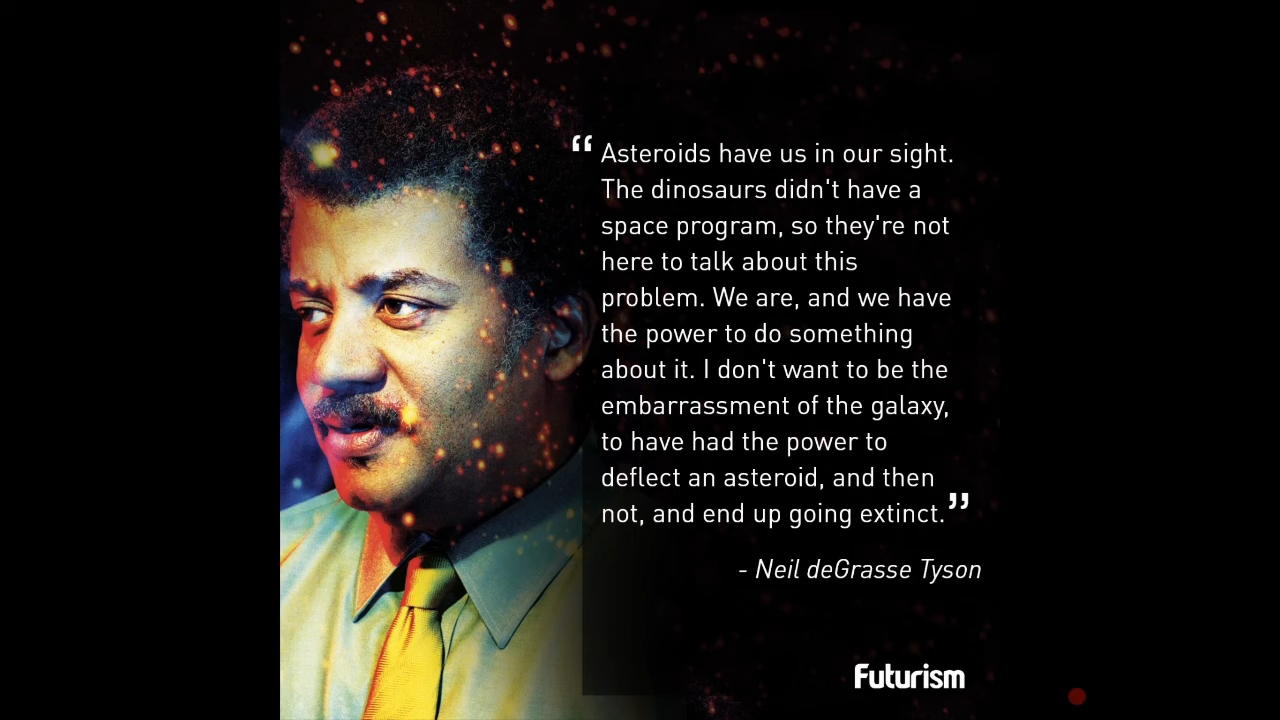 “Asteroids have us in our sight.
The dinosaurs didn't have a
space program, so they're not
here to talk about this
problem. We are, and we have
the power to do something
about it. I don't want to be the
embarrassment of the galaxy,
to have had the power to
deflect an asteroid, and then
not, and end up going extinct.”
- Neil deGrasse Tyson
Futurism